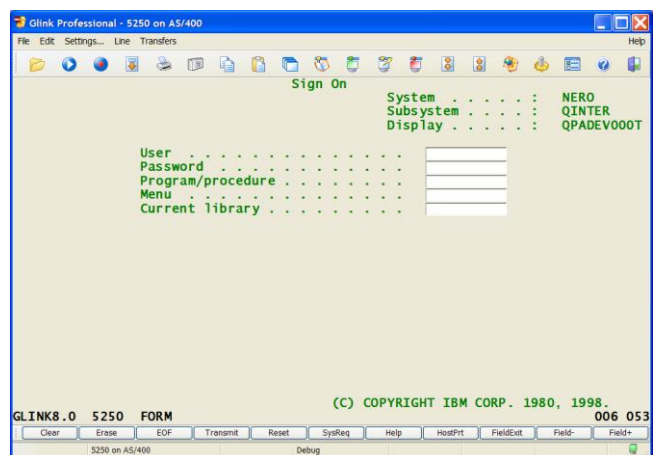 Glink Professional - 5250 on AS/400
File Edit Settings... Line Transfers Help
Sign On
System . . . . . : NERO
Subsystem . . . . : QINTER
Display . . . . . : QPADEV000T
User . . . . . . . . . . . . . .
Password . . . . . . . . . . . .
Program/procedure . . . . . . . .
Menu . . . . . . . . . . . . . .
Current library . . . . . . . . .
(C) COPYRIGHT IBM CORP. 1980, 1998.
GLINK8.0 5250 FORM 006 053
Clear Erase EOF Transmit Reset SysReq Help HostPrt FieldExit Field- Field+
5250 on AS/400 Debug